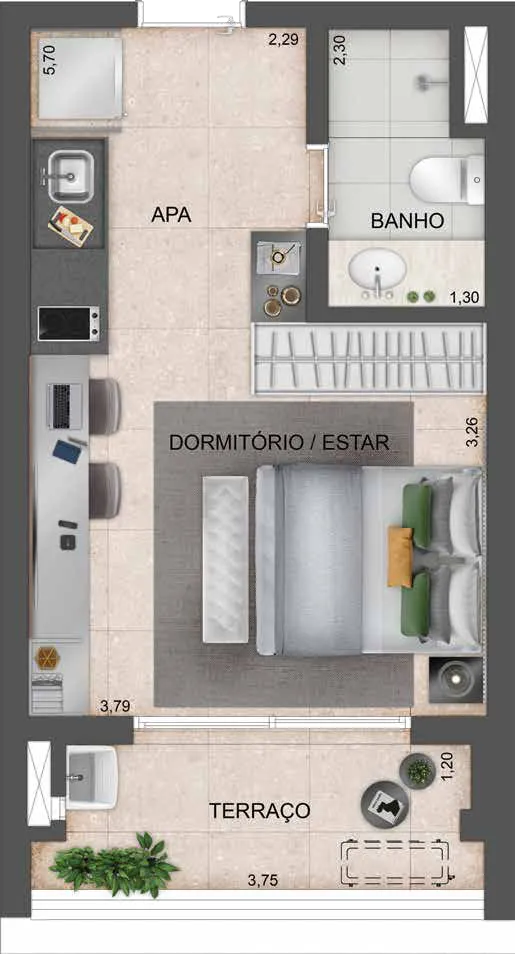 5,70
2,29
2,30
APA
BANHO
1,30
DORMITÓRIO / ESTAR
3,26
3,79
1,20
TERRAÇO
3,75